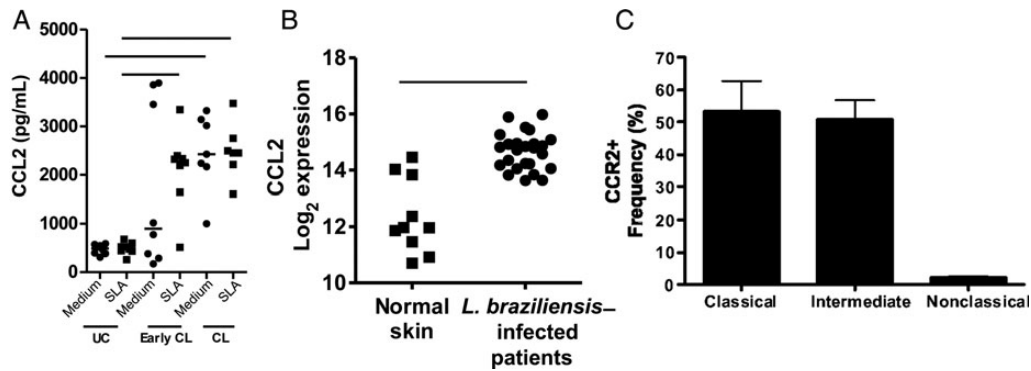 A
CCL2 (pg/mL)
5000
4000
3000
2000
1000
0
Medium
SLA
Medium
SLA
Medium
SLA
UC
Early CL
CL
B
CCL2
Log2 expression
18
16
14
12
10
Normal
skin
L. braziliensis–
infected
patients
C
CCR2+
Frequency (%)
70
60
50
40
30
20
10
0
Classical
Intermediate
Nonclassical